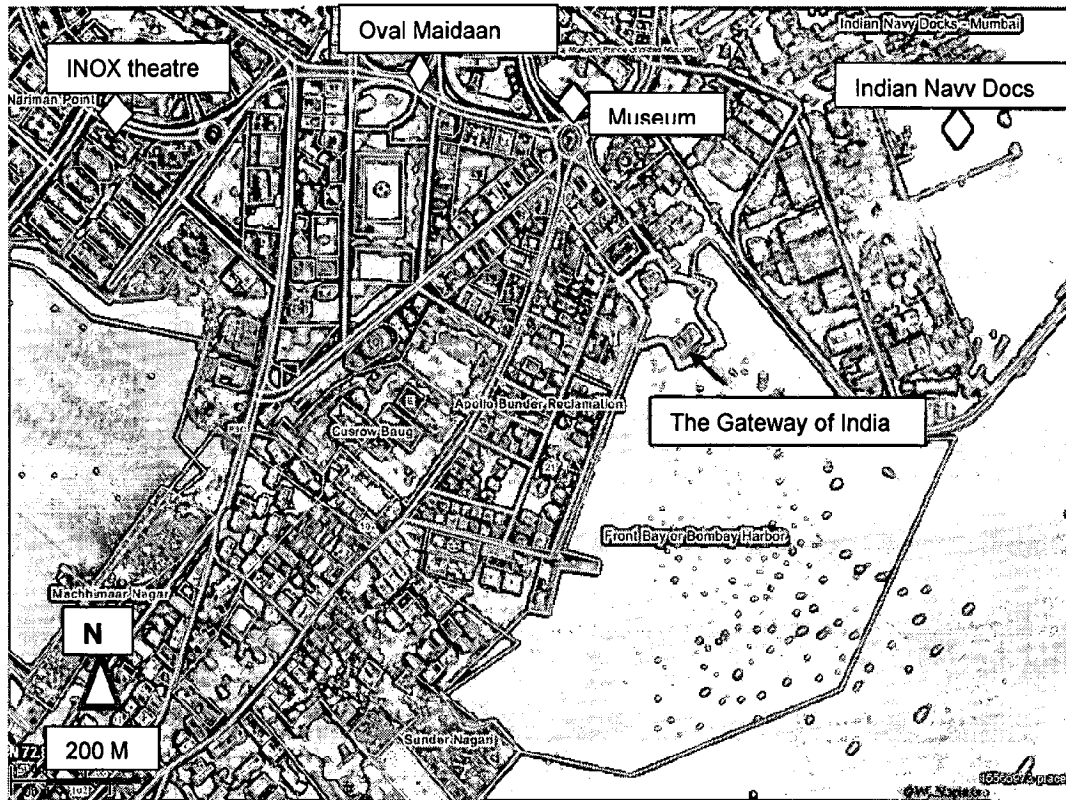 Oval Maidaan
Indian Navy Docks - Mumbai
INOX theatre
Nariman Point
Indian Navv Docs
Museum
The Gateway of India
Apollo Bunder Reclamation
Cusrow Baug
Front Bay or Bombay Harbor
Machhimaar Nagar
N
200 M
Sunder Nagari